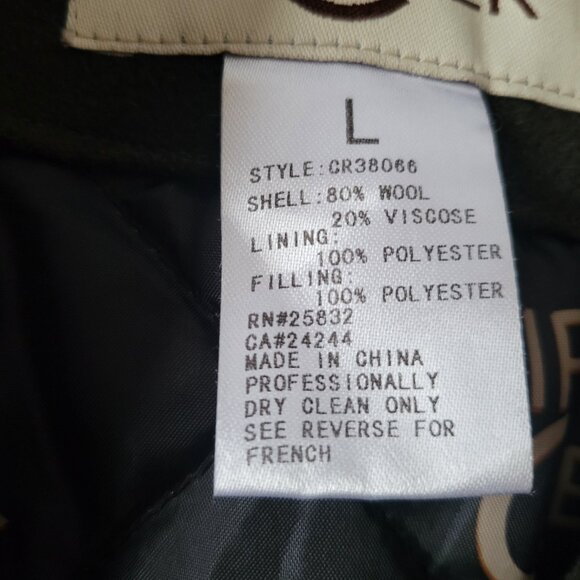 L
STYLE:CR38066
SHELL:80% WOOL
20% VISCOSE
LINING:
100% POLYESTER
FILLING:
100% POLYESTER
RN#25832
CA#24244
MADE IN CHINA
PROFESSIONALLY
DRY CLEAN ONLY
SEE REVERSE FOR
FRENCH